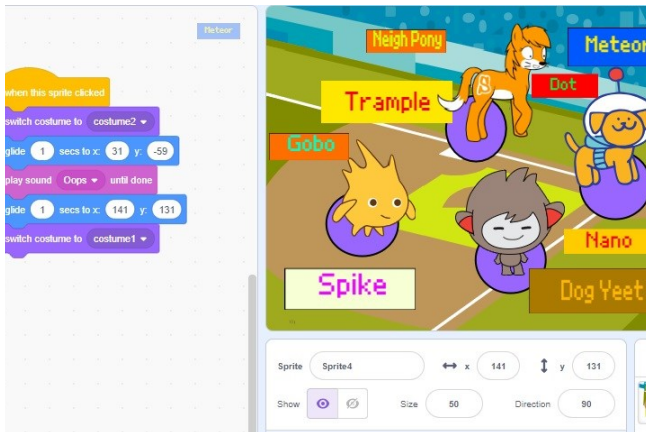 Meteor
when this sprite clicked
switch costume to costume2
glide 1 secs to x: 31 y: -59
play sound Oops until done
glide 1 secs to x: 141 y: 131
switch costume to costume1
Neigh Pony
Meteor
Dot
Trample
Gobo
Nano
Spike
Dog Yeet
Sprite Sprite4 x 141 y 131
Show Size 50 Direction 90